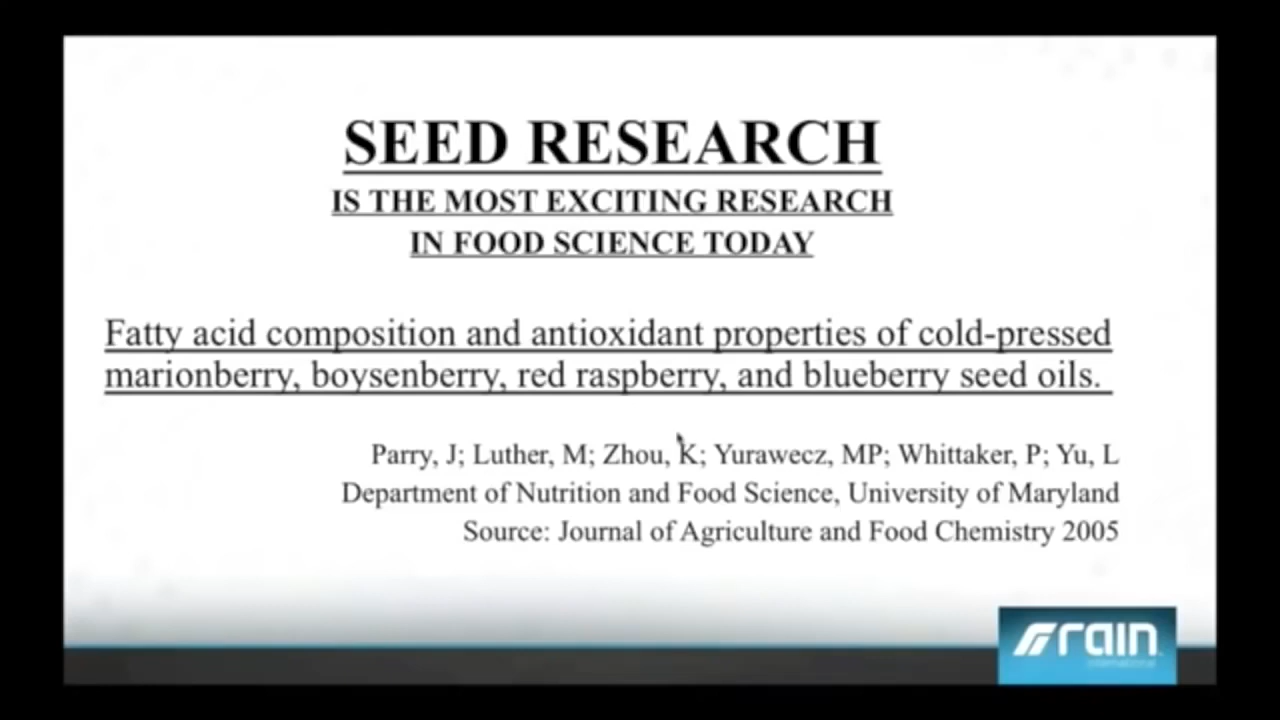 SEED RESEARCH
IS THE MOST EXCITING RESEARCH
IN FOOD SCIENCE TODAY
Fatty acid composition and antioxidant properties of cold-pressed
marionberry, boysenberry, red raspberry, and blueberry seed oils.
Parry, J; Luther, M; Zhou, K; Yurawecz, MP; Whittaker, P; Yu, L
Department of Nutrition and Food Science, University of Maryland
Source: Journal of Agriculture and Food Chemistry 2005
rain
international